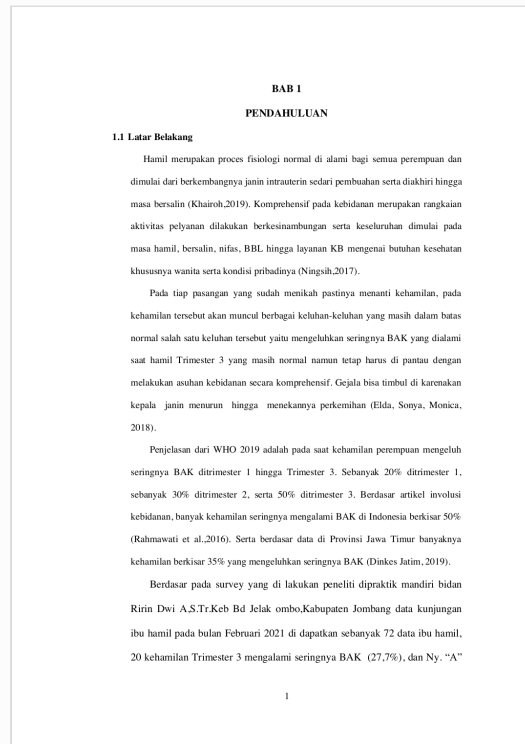 BAB 1
PENDAHULUAN
1.1 Latar Belakang
Hamil merupakan proses fisiologi normal di alami bagi semua perempuan dan
dimulai dari berkembangnya janin intrauterin sedari pembuahan serta diakhiri hingga
masa bersalin (Khairoh,2019). Komprehensif pada kebidanan merupakan rangkaian
aktivitas pelyanan dilakukan berkesinambungan serta keseluruhan dimulai pada
masa hamil, bersalin, nifas, BBL hingga layanan KB mengenai butuhan kesehatan
khususnya wanita serta kondisi pribadinya (Ningsih,2017).
Pada tiap pasangan yang sudah menikah pastinya menanti kehamilan, pada
kehamilan tersebut akan muncul berbagai keluhan-keluhan yang masih dalam batas
normal salah satu keluhan tersebut yaitu mengeluhkan seringnya BAK yang dialami
saat hamil Trimester 3 yang masih normal namun tetap harus di pantau dengan
melakukan asuhan kebidanan secara komprehensif. Gejala bisa timbul di karenakan
kepala janin menurun hingga menekannya perkemihan (Elda, Sonya, Monica,
2018).
Penjelasan dari WHO 2019 adalah pada saat kehamilan perempuan mengeluh
seringnya BAK ditrimester 1 hingga Trimester 3. Sebanyak 20% ditrimester 1,
sebanyak 30% ditrimester 2, serta 50% ditrimester 3. Berdasar artikel involusi
kebidanan, banyak kehamilan seringnya mengalami BAK di Indonesia berkisar 50%
(Rahmawati et al.,2016). Serta berdasar data di Provinsi Jawa Timur banyaknya
kehamilan berkisar 35% yang mengeluhkan seringnya BAK (Dinkes Jatim, 2019).
Berdasar pada survey yang di lakukan peneliti dipraktik mandiri bidan
Ririn Dwi A,S.Tr.Keb Bd Jelak ombo,Kabupaten Jombang data kunjungan
ibu hamil pada bulan Februari 2021 di dapatkan sebanyak 72 data ibu hamil,
20 kehamilan Trimester 3 mengalami seringnya BAK (27,7%), dan Ny. “A”
1